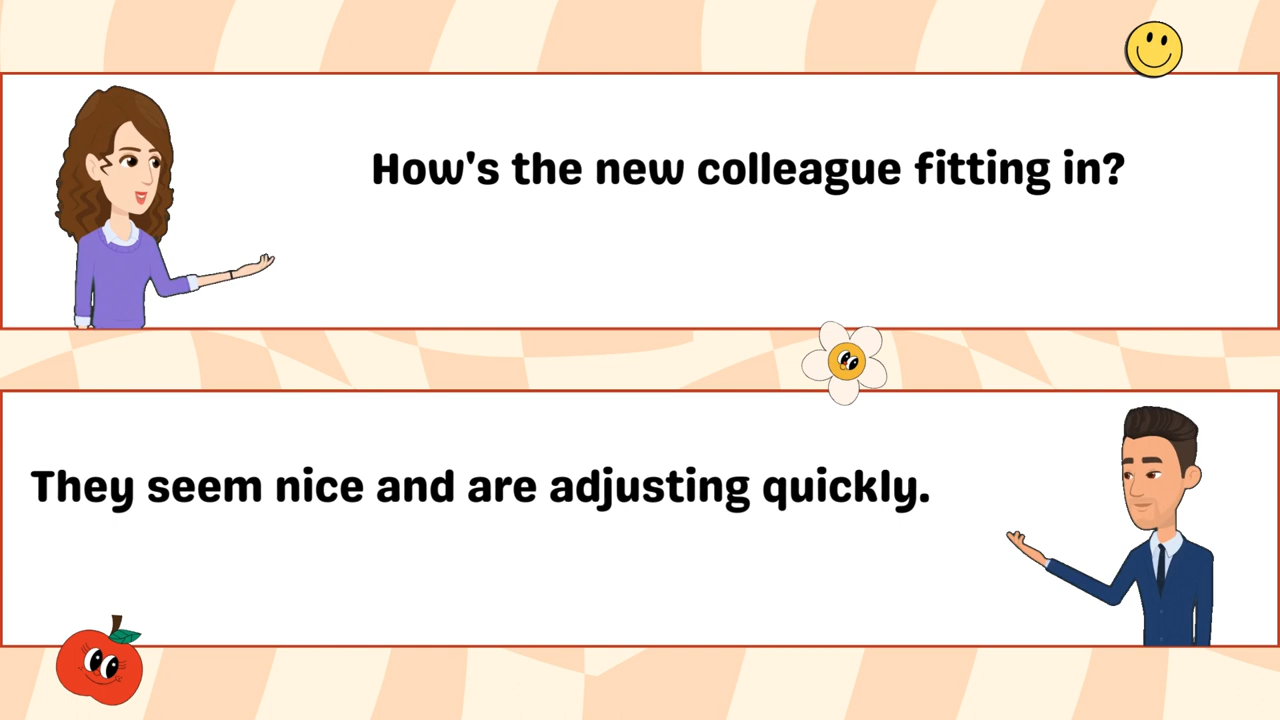 How's the new colleague fitting in?
They seem nice and are adjusting quickly.